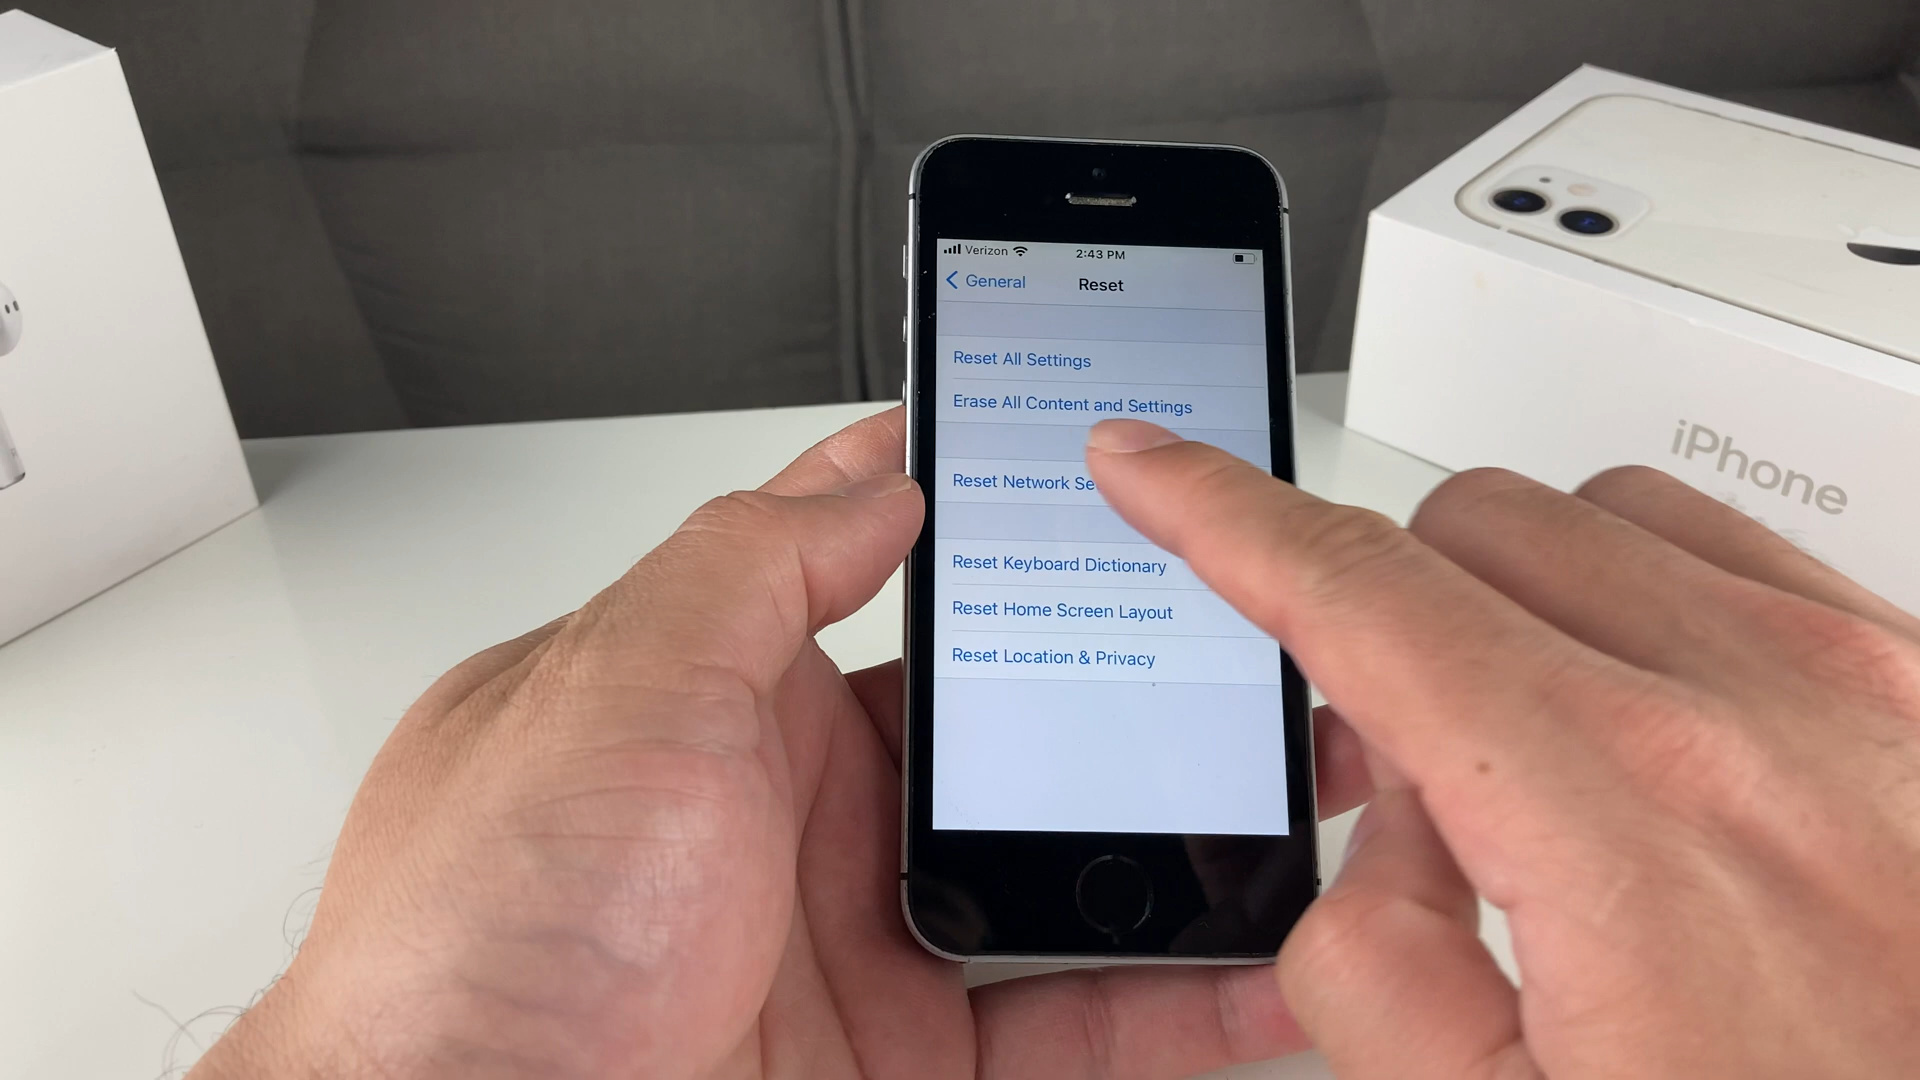 Verizon 2:43 PM
General Reset
Reset All Settings
Erase All Content and Settings
Reset Network Se
Reset Keyboard Dictionary
Reset Home Screen Layout
Reset Location & Privacy
iPhone